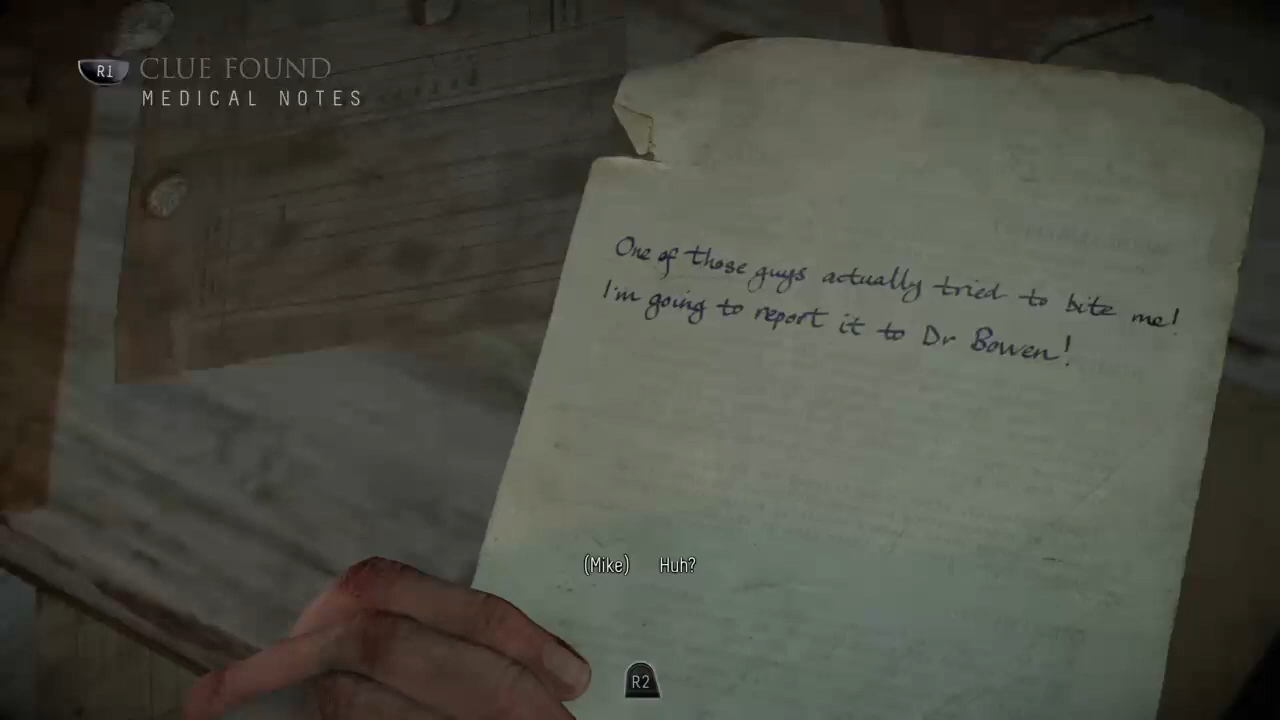 R1 CLUE FOUND
MEDICAL NOTES
One of those guys actually tried to bite me!
I'm going to report it to Dr Bowen!
(Mike) Huh?
R2